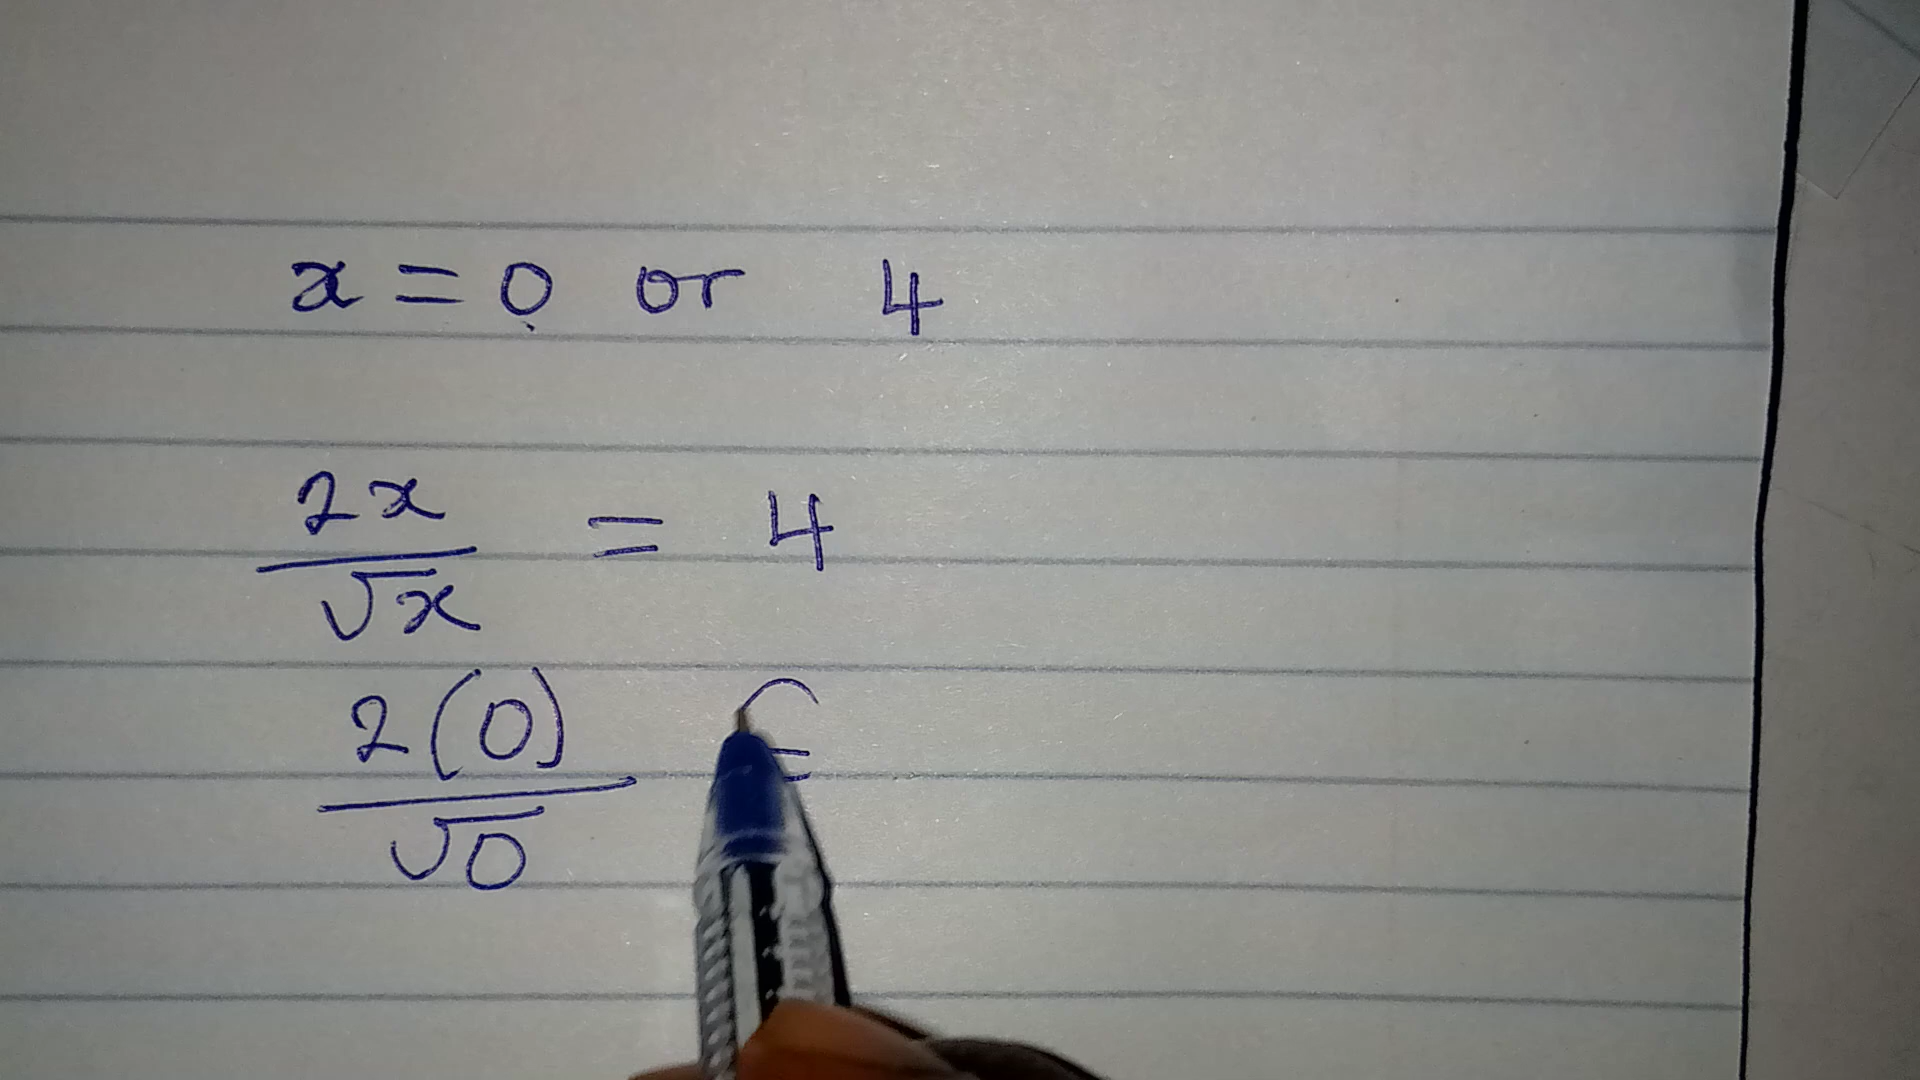 x = 0 or 4
2x/√x = 4
2(0)/√0 =